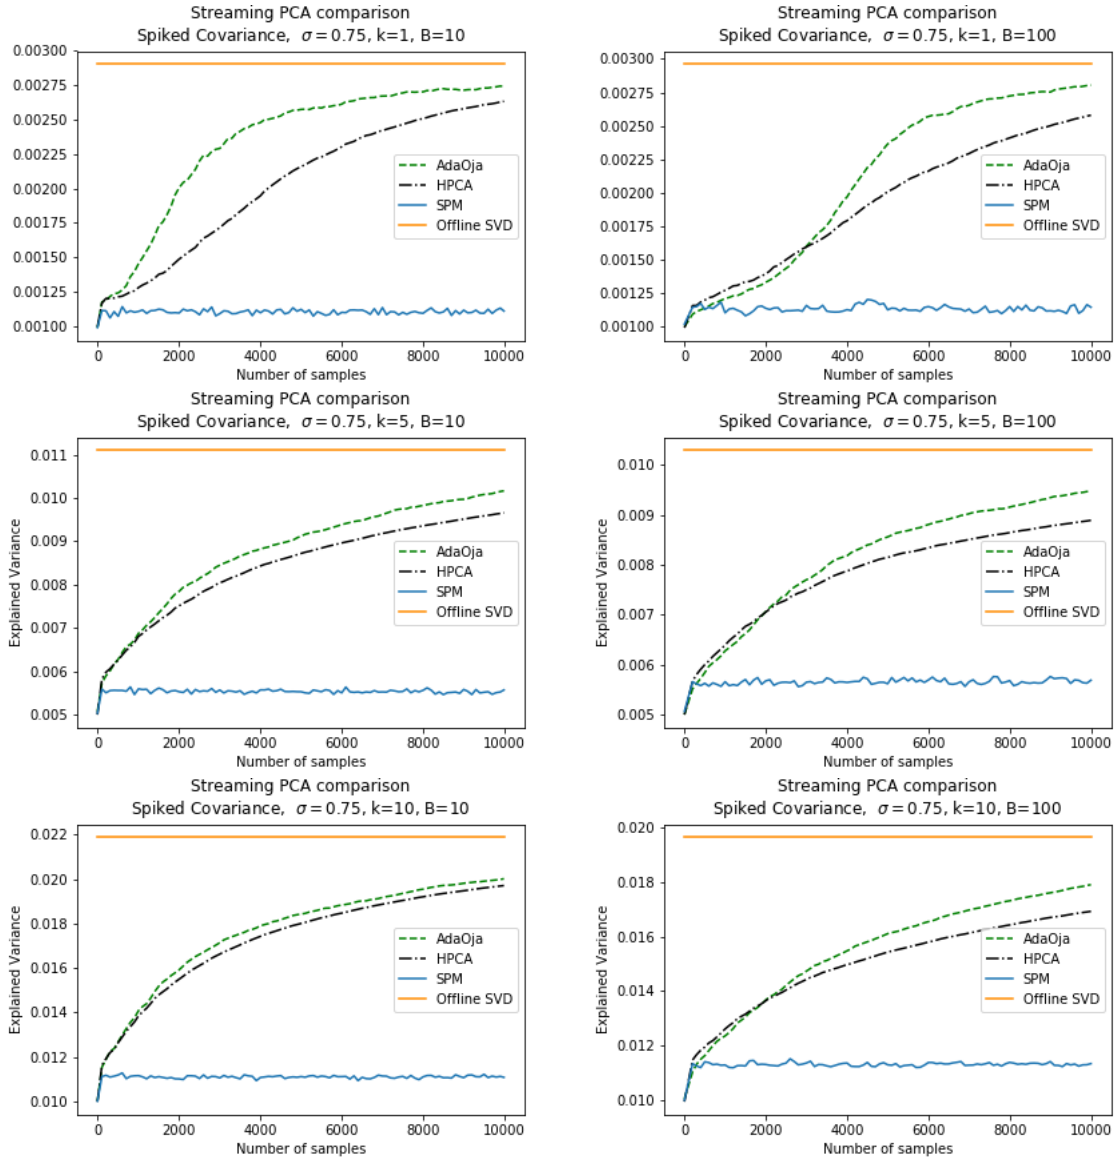 Streaming PCA comparison
Spiked Covariance, σ = 0.75, k=1, B=10
0.00300
0.00275
0.00250
0.00225
0.00200
0.00175
0.00150
0.00125
0.00100
AdaOja
HPCA
SPM
Offline SVD
0
2000
4000
6000
8000
10000
Number of samples
Streaming PCA comparison
Spiked Covariance, σ = 0.75, k=1, B=100
0.00300
0.00275
0.00250
0.00225
0.00200
0.00175
0.00150
0.00125
0.00100
AdaOja
HPCA
SPM
Offline SVD
0
2000
4000
6000
8000
10000
Number of samples
Streaming PCA comparison
Spiked Covariance, σ = 0.75, k=5, B=10
Explained Variance
0.011
0.010
0.009
0.008
0.007
0.006
0.005
AdaOja
HPCA
SPM
Offline SVD
0
2000
4000
6000
8000
10000
Number of samples
Streaming PCA comparison
Spiked Covariance, σ = 0.75, k=5, B=100
Explained Variance
0.010
0.009
0.008
0.007
0.006
0.005
AdaOja
HPCA
SPM
Offline SVD
0
2000
4000
6000
8000
10000
Number of samples
Streaming PCA comparison
Spiked Covariance, σ = 0.75, k=10, B=10
Explained Variance
0.022
0.020
0.018
0.016
0.014
0.012
0.010
AdaOja
HPCA
SPM
Offline SVD
0
2000
4000
6000
8000
10000
Number of samples
Streaming PCA comparison
Spiked Covariance, σ = 0.75, k=10, B=100
Explained Variance
0.020
0.018
0.016
0.014
0.012
0.010
AdaOja
HPCA
SPM
Offline SVD
0
2000
4000
6000
8000
10000
Number of samples